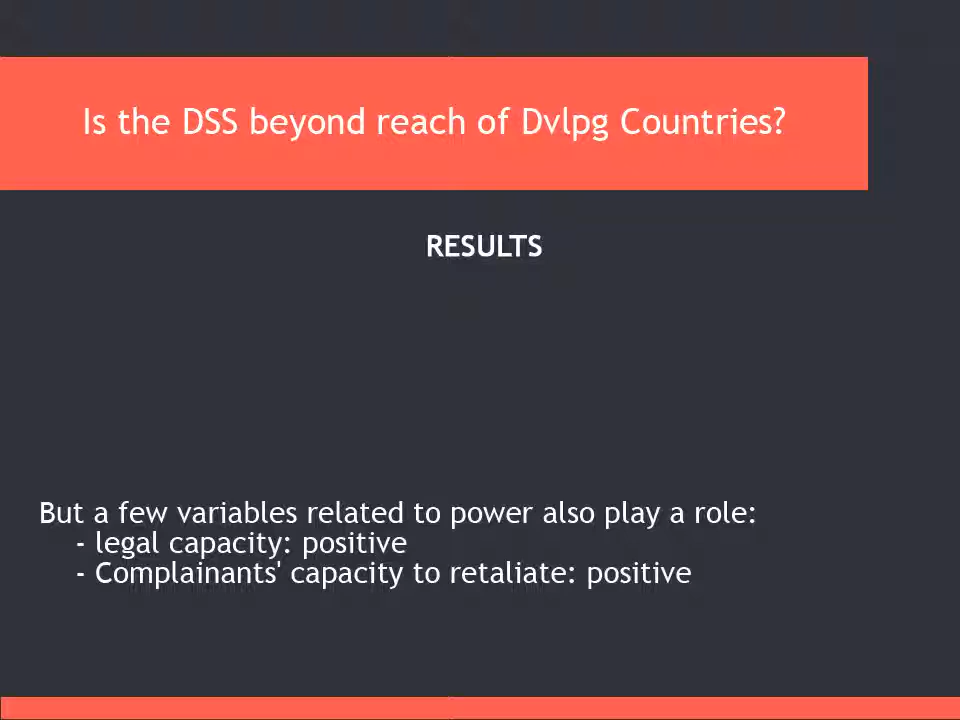 Is the DSS beyond reach of Dvlpg Countries?
RESULTS
But a few variables related to power also play a role:
- legal capacity: positive
- Complainants' capacity to retaliate: positive